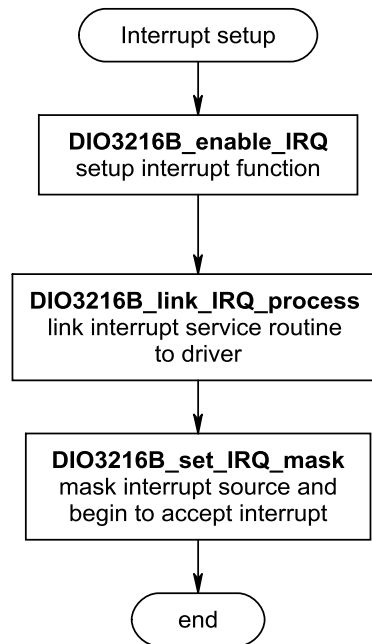 Interrupt setup
DIO3216B_enable_IRQ
setup interrupt function
DIO3216B_link_IRQ_process
link interrupt service routine
to driver
DIO3216B_set_IRQ_mask
mask interrupt source and
begin to accept interrupt
end